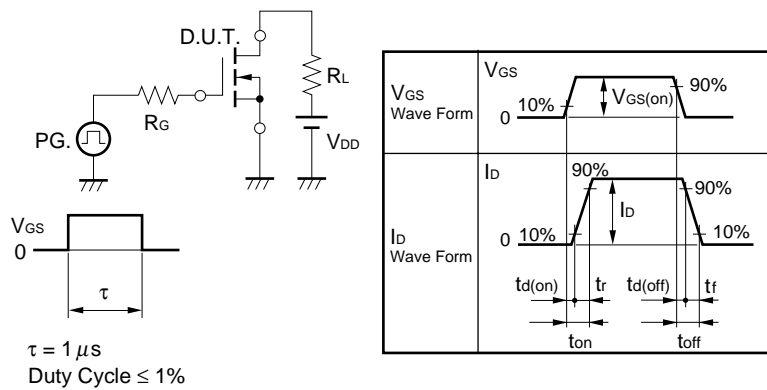 D.U.T.
RL
RG
PG.
VDD
VGS
0
τ
τ = 1 μs
Duty Cycle ≤ 1%
VGS
Wave Form
VGS
10%
0
VGS(on)
90%
ID
Wave Form
ID
90%
90%
0
10%
ID
10%
td(on)
tr
td(off)
tf
ton
toff